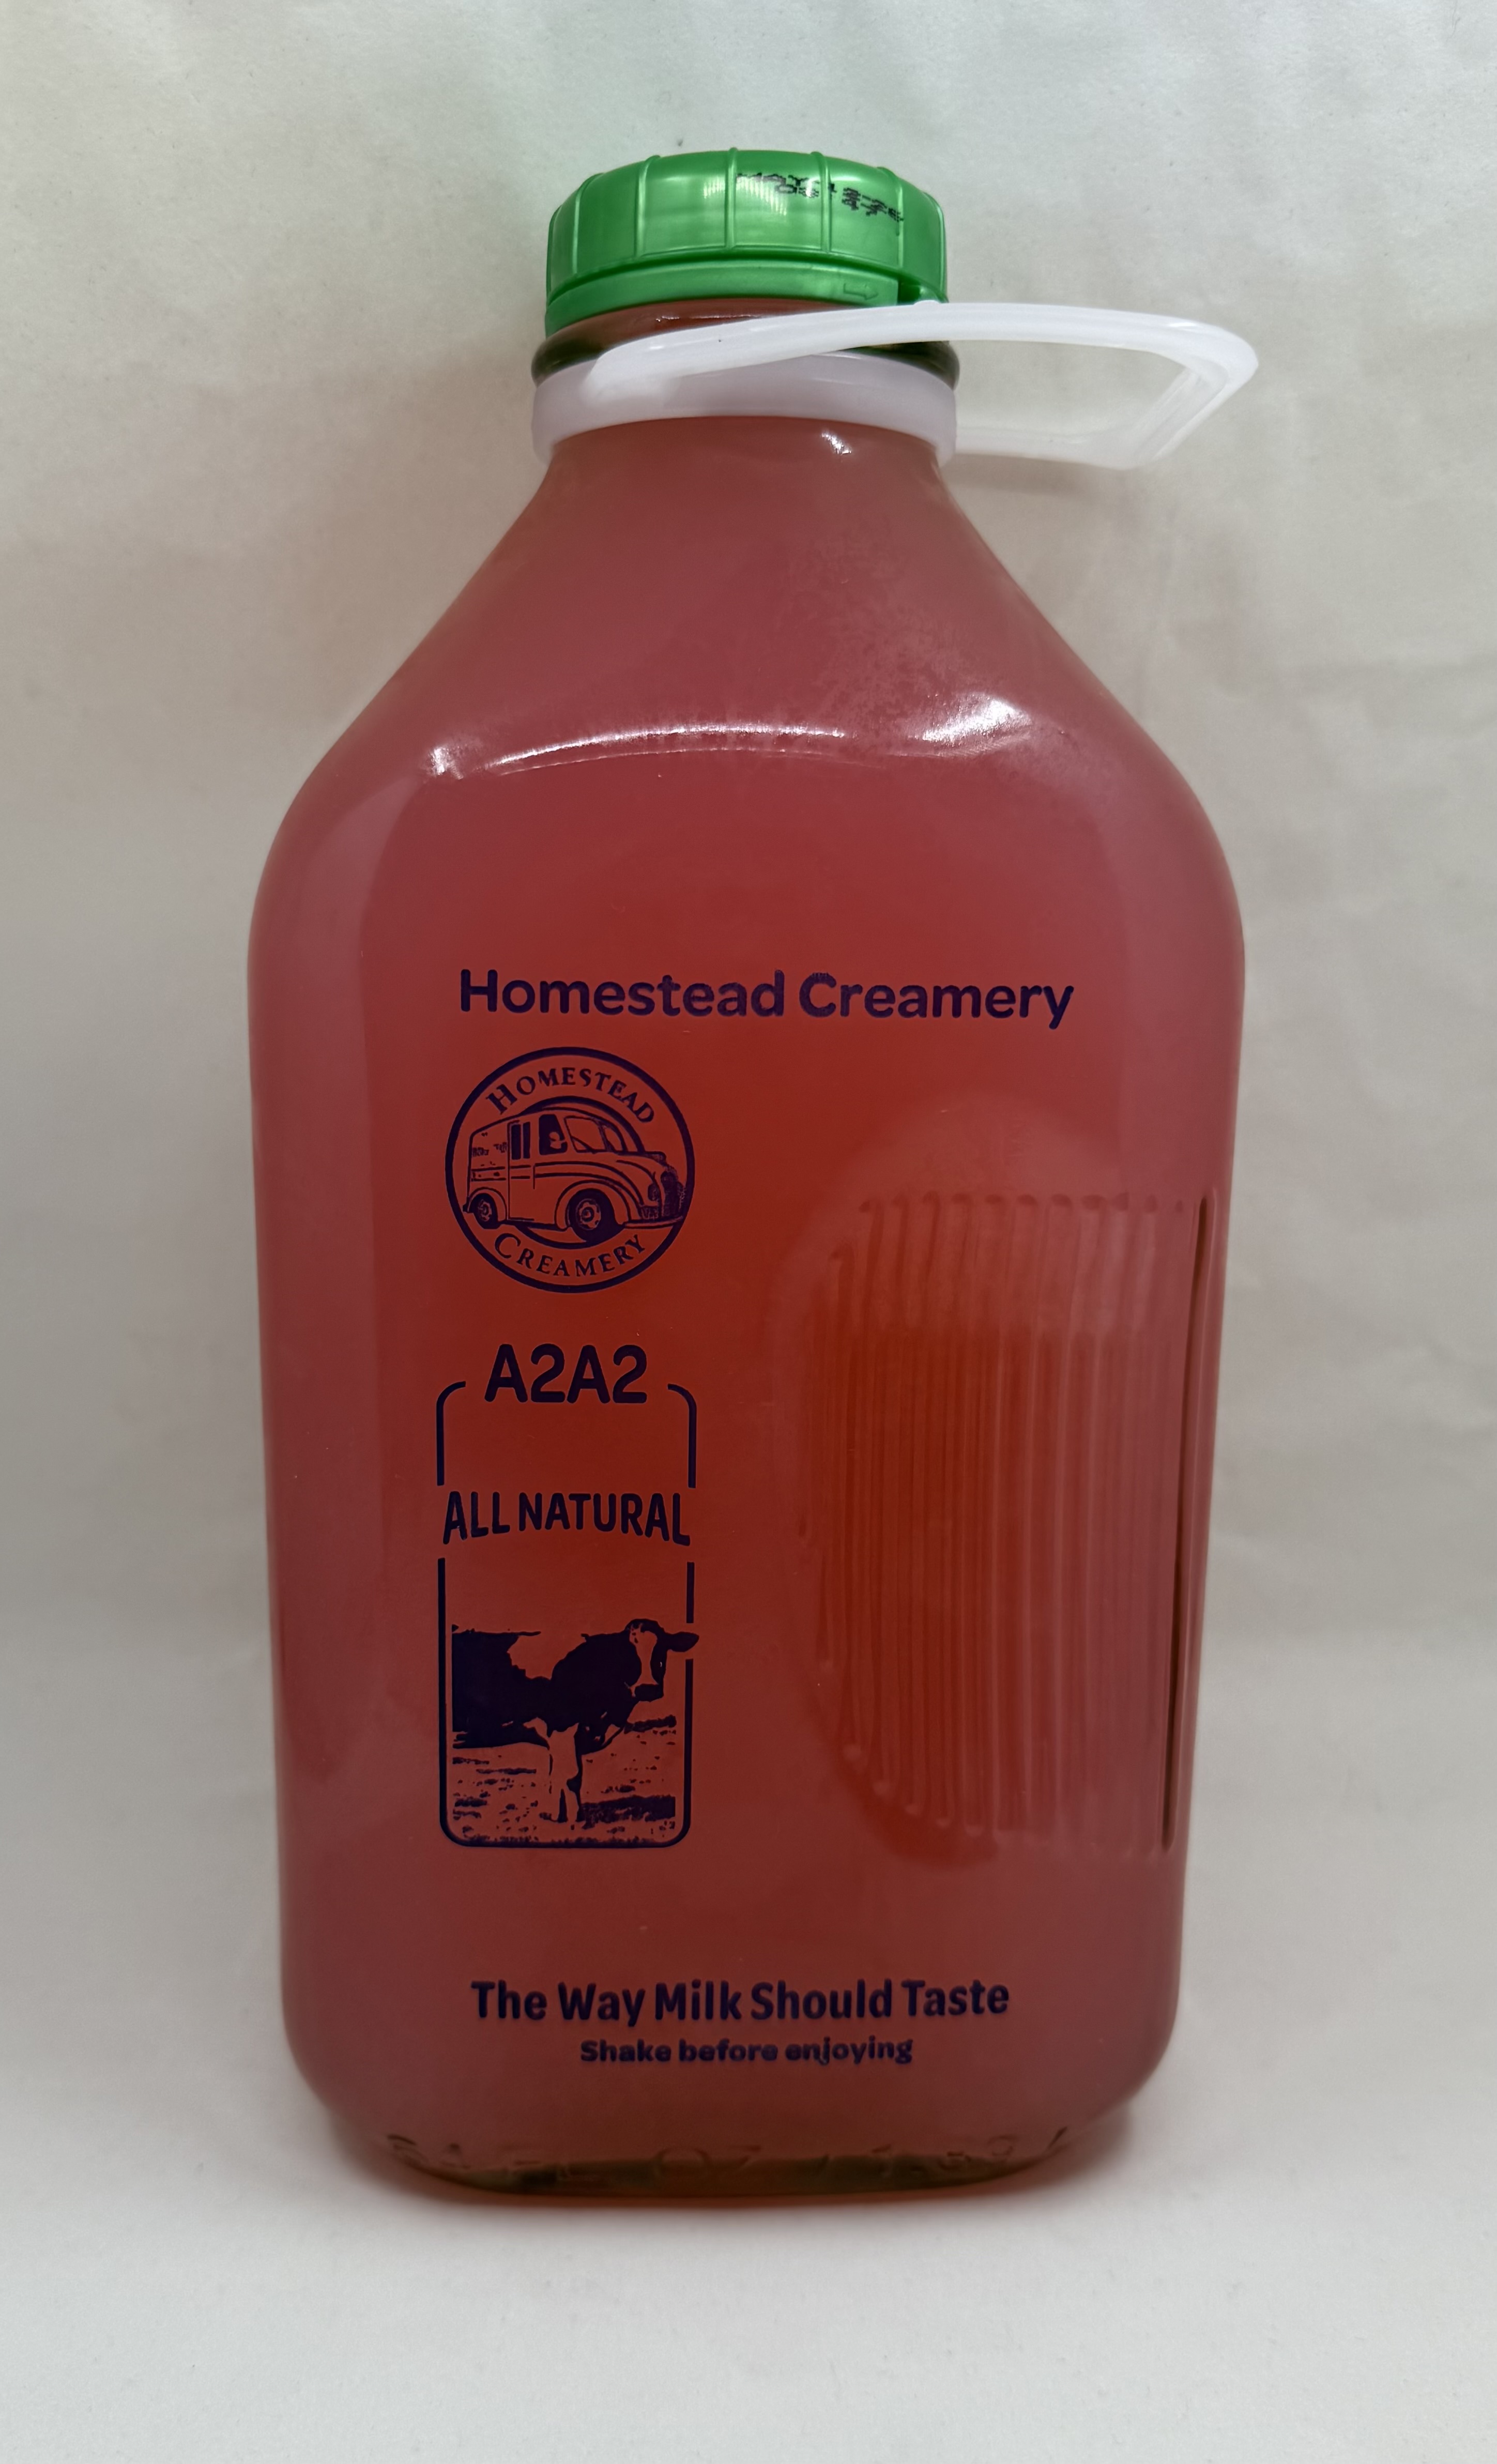 Homestead Creamery
HOMESTEAD
CREAMERY
A2A2
ALL NATURAL
The Way Milk Should Taste
Shake before enjoying